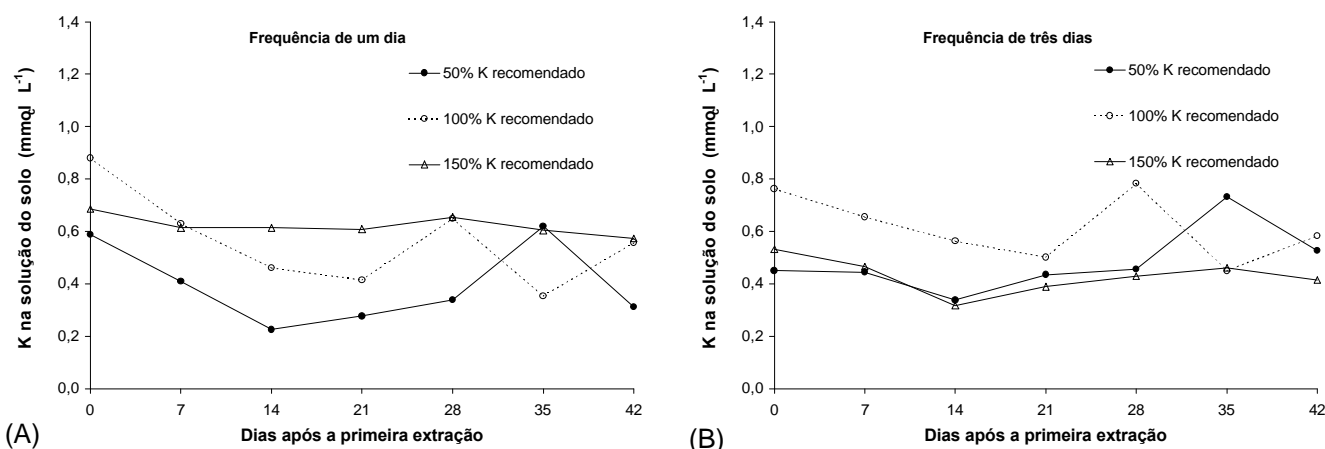 Frequência de um dia
50% K recomendado
100% K recomendado
150% K recomendado
K na solução do solo (mmol L-1)
1,4
1,2
1,0
0,8
0,6
0,4
0,2
0,0
0 7 14 21 28 35 42
Dias após a primeira extração
(A)
Frequência de três dias
50% K recomendado
100% K recomendado
150% K recomendado
K na solução do solo (mmol L-1)
1,4
1,2
1,0
0,8
0,6
0,4
0,2
0,0
0 7 14 21 28 35 42
Dias após a primeira extração
(B)